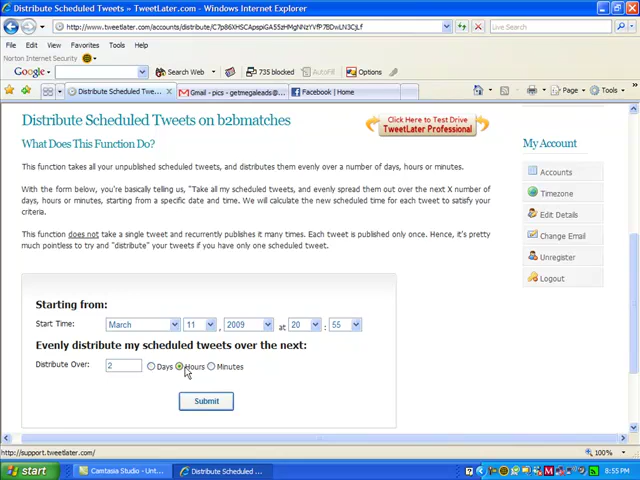 Distribute Scheduled Tweets - TweetLater.com - Windows Internet Explorer
File Edit View Favorites Tools Help
Norton Internet Security
Google Search Web 735 blocked AutoFill Options
Distribute Scheduled Tweets ... Gmail - pics - getmegaleads@... Facebook | Home Page Tools
Distribute Scheduled Tweets on b2bmatches
Click Here to Test Drive
TweetLater Professional
What Does This Function Do?
This function takes all your unpublished scheduled tweets, and distributes them evenly over a number of days, hours or minutes.
With the form below, you're basically telling us, "Take all my scheduled tweets, and evenly spread them out over the next X number of
days, hours or minutes, starting from a specific date and time. We will calculate the new scheduled time for each tweet to satisfy your
criteria.
This function does not take a single tweet and recurrently publishes it many times. Each tweet is published only once. Hence, it's pretty
much pointless to try and "distribute" your tweets if you have only one scheduled tweet.
My Account
Accounts
Timezone
Edit Details
Change Email
Unregister
Logout
Starting from:
Start Time: March 11 , 2009 at 20 : 55
Evenly distribute my scheduled tweets over the next:
Distribute Over: 2 Days Hours Minutes
Submit
http://support.tweetlater.com/ 100%
start Camtasia Studio - Unt... Distribute Scheduled ... 8:55 PM